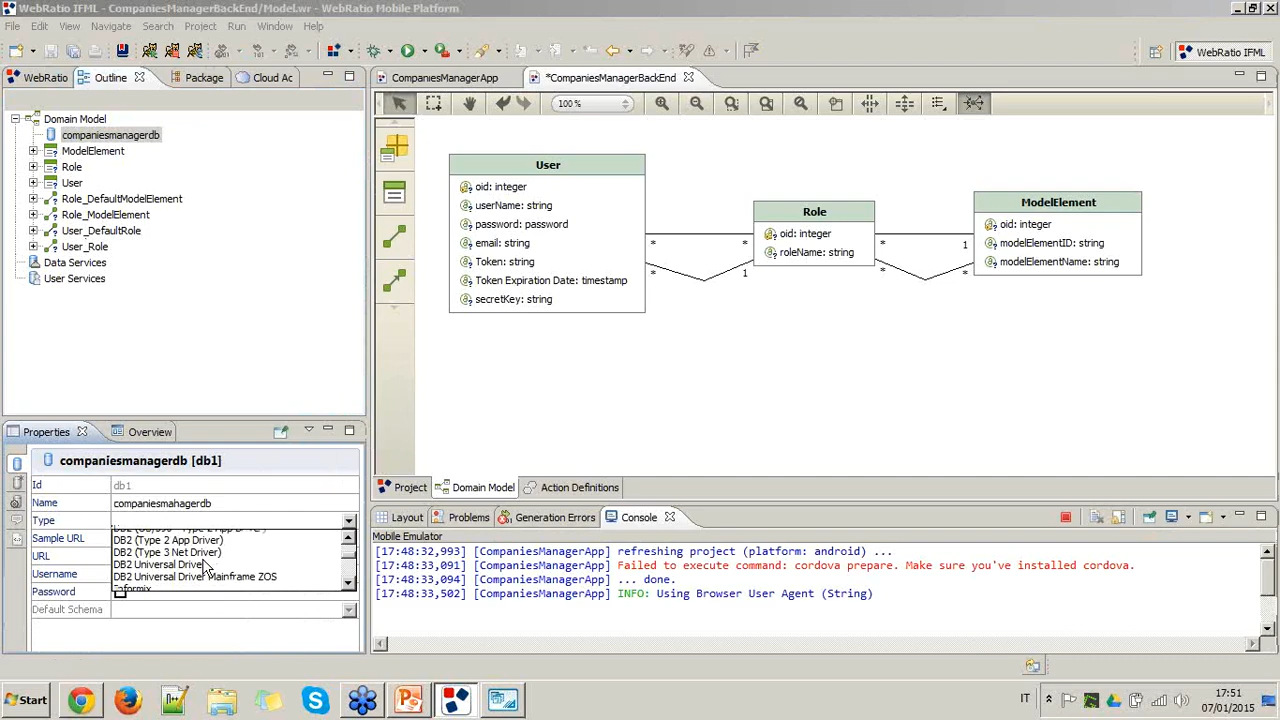 WebRatio IFML - CompaniesManagerBackEnd/Model.wr - WebRatio Mobile Platform
File Edit View Navigate Search Project Run Window Help
WebRatio IFML
WebRatio Outline Package Cloud Ac
CompaniesManagerApp *CompaniesManagerBackEnd
100 %
Domain Model
companiesmanagerdb
ModelElement
Role
User
Role_DefaultModelElement
Role_ModelElement
User_DefaultRole
User_Role
Data Services
User Services
User
oid: integer
userName: string
password: password
email: string
Token: string
Token Expiration Date: timestamp
secretKey: string
* *
* 1
Role
oid: integer
roleName: string
* 1
* *
ModelElement
oid: integer
modelElementID: string
modelElementName: string
Project Domain Model Action Definitions
Properties Overview
companiesmanagerdb [db1]
Id db1
Name companiesmahagerdb
Type
Sample URL
URL
Username
Password
Default Schema
DB2 (Type 2 App Driver)
DB2 (Type 3 Net Driver)
DB2 Universal Driver
DB2 Universal Driver Mainframe ZOS
Informix
Layout Problems Generation Errors Console
Mobile Emulator
[17:48:32,993] [CompaniesManagerApp] refreshing project (platform: android) ...
[17:48:33,091] [CompaniesManagerApp] Failed to execute command: cordova prepare. Make sure you've installed cordova.
[17:48:33,094] [CompaniesManagerApp] ... done.
[17:48:33,502] [CompaniesManagerApp] INFO: Using Browser User Agent (String)
Start
IT
17:51
07/01/2015